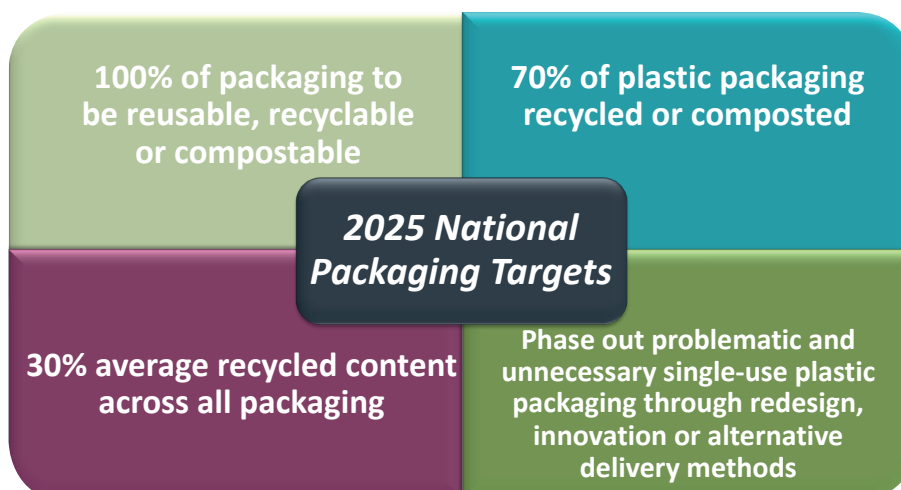 100% of packaging to
be reusable, recyclable
or compostable
70% of plastic packaging
recycled or composted
2025 National
Packaging Targets
30% average recycled content
across all packaging
Phase out problematic and
unnecessary single-use plastic
packaging through redesign,
innovation or alternative
delivery methods